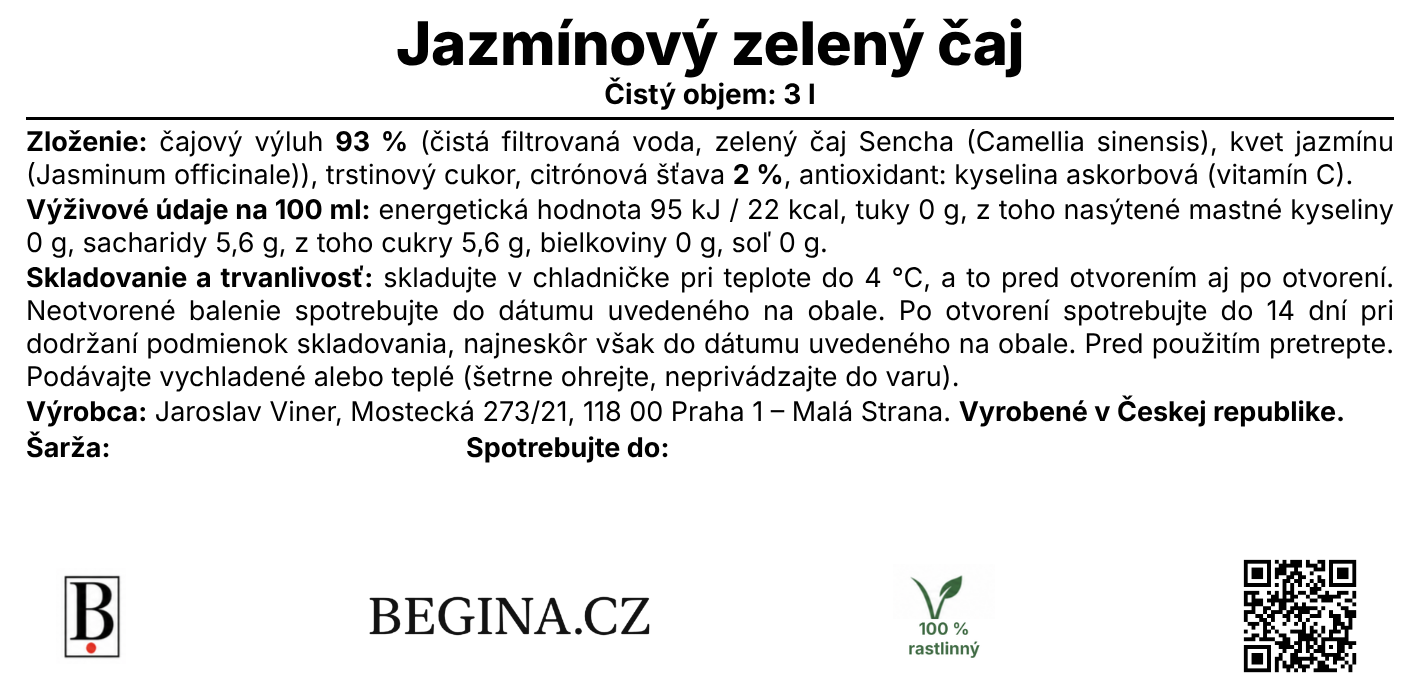 Jazmínový zelený čaj
Čistý objem: 3 l
Zloženie: čajový výluh 93 % (čistá filtrovaná voda, zelený čaj Sencha (Camellia sinensis), kvet jazmínu
(Jasminum officinale)), trstinový cukor, citrónová šťava 2 %, antioxidant: kyselina askorbová (vitamín C).
Výživové údaje na 100 ml: energetická hodnota 95 kJ / 22 kcal, tuky 0 g, z toho nasýtené mastné kyseliny
0 g, sacharidy 5,6 g, z toho cukry 5,6 g, bielkoviny 0 g, soľ 0 g.
Skladovanie a trvanlivosť: skladujte v chladničke pri teplote do 4 °C, a to pred otvorením aj po otvorení.
Neotvorené balenie spotrebujte do dátumu uvedeného na obale. Po otvorení spotrebujte do 14 dní pri
dodržaní podmienok skladovania, najneskôr však do dátumu uvedeného na obale. Pred použitím pretrepte.
Podávajte vychladené alebo teplé (šetrne ohrejte, neprivádzajte do varu).
Výrobca: Jaroslav Viner, Mostecká 273/21, 118 00 Praha 1 – Malá Strana. Vyrobené v Českej republike.
Šarža: Spotrebujte do:
B
BEGINA.CZ
100 %
rastlinný